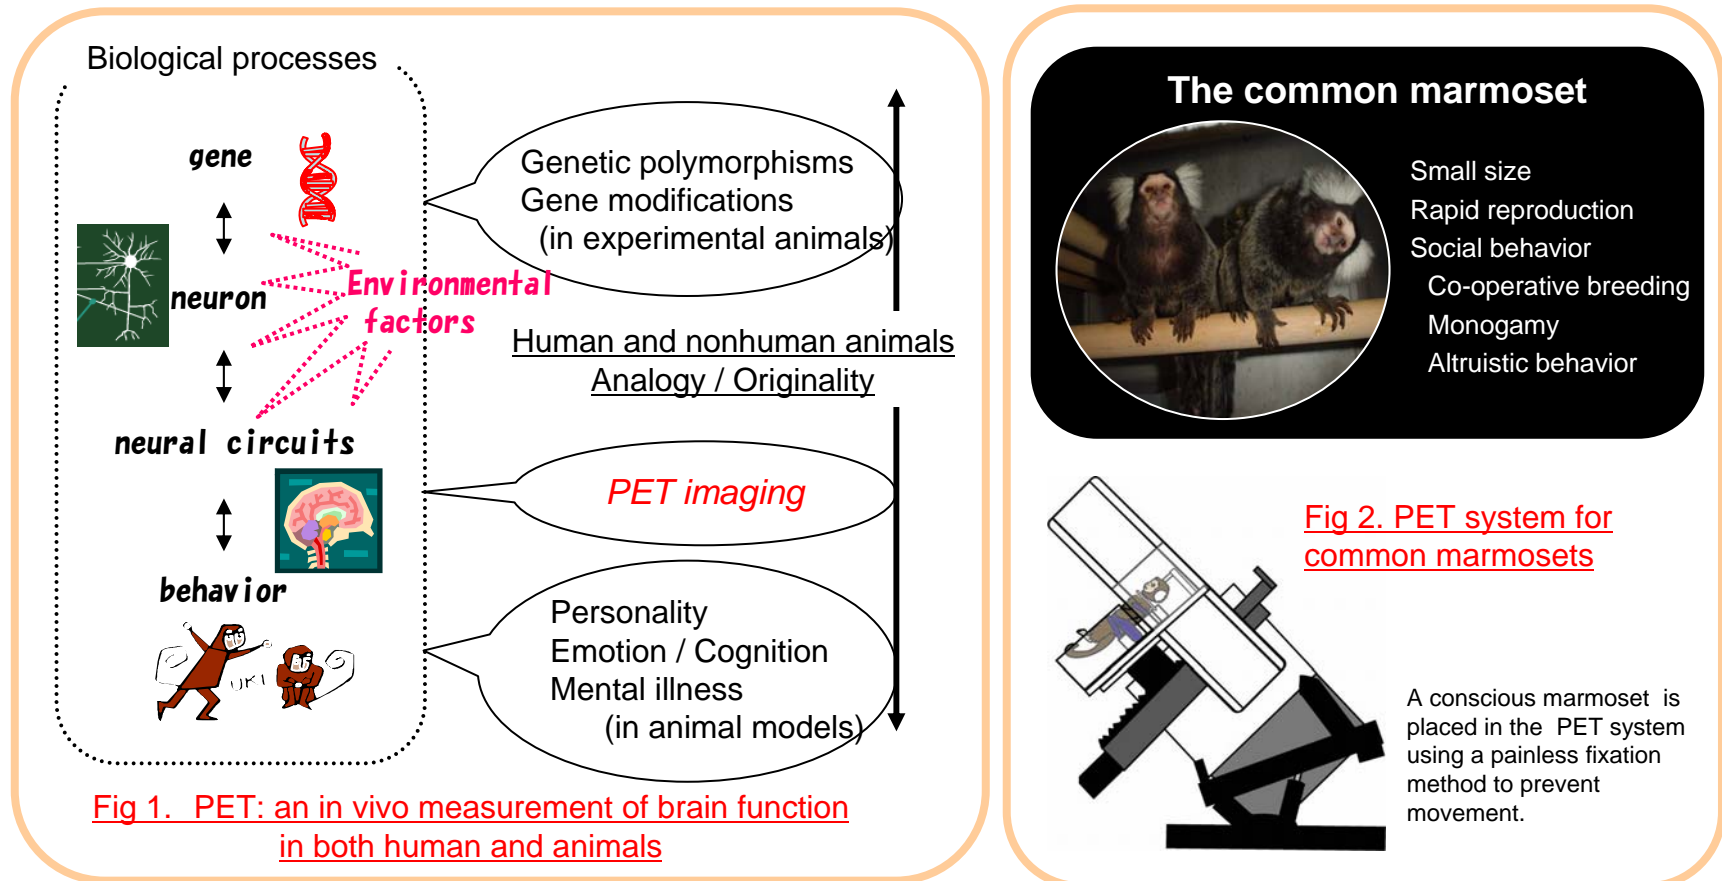 Biological processes
gene
neuron
Environmental
factors
neural circuits
behavior
UKI
Genetic polymorphisms
Gene modifications
(in experimental animals)
Human and nonhuman animals
Analogy / Originality
PET imaging
Personality
Emotion / Cognition
Mental illness
(in animal models)
Fig 1. PET: an in vivo measurement of brain function
in both human and animals
The common marmoset
Small size
Rapid reproduction
Social behavior
Co-operative breeding
Monogamy
Altruistic behavior
Fig 2. PET system for
common marmosets
A conscious marmoset is
placed in the PET system
using a painless fixation
method to prevent
movement.